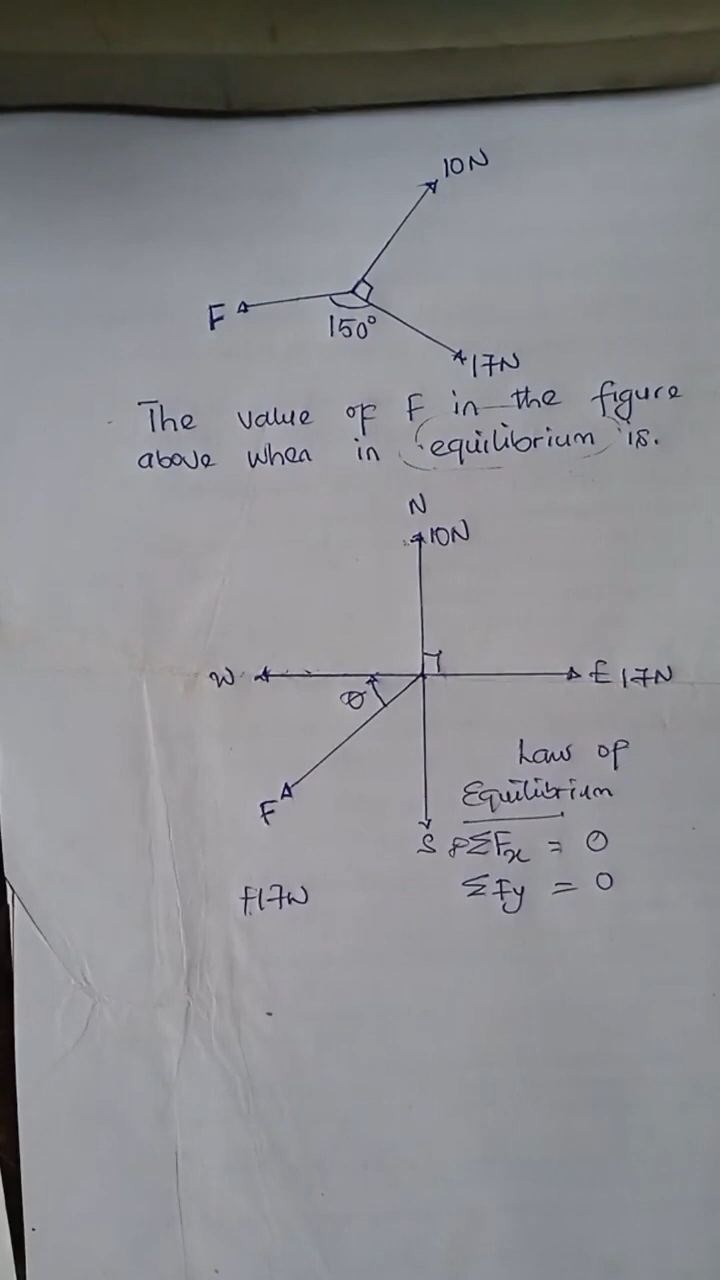 10N
F
150°
17N
The value of F in the figure
above when in equilibrium is.
N
10N
W
E 17N
θ
F
Law of
Equilibrium
S
ΣFx = 0
ΣFy = 0
f17N